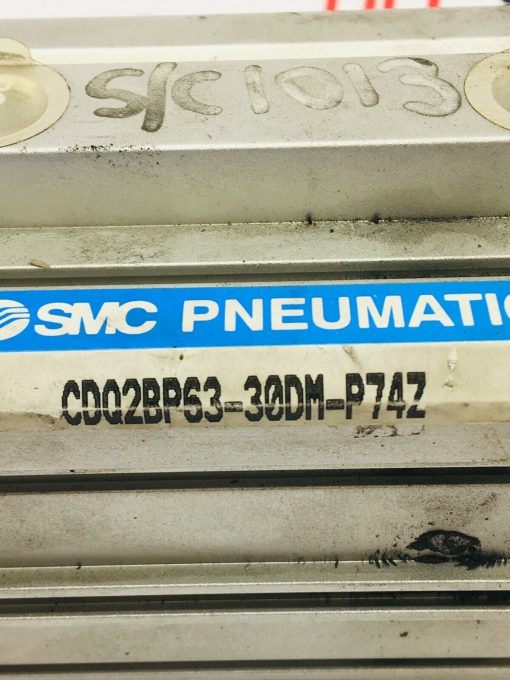 S/C1013
SMC PNEUMATIC
CDQ2BP63-30DM-P74Z